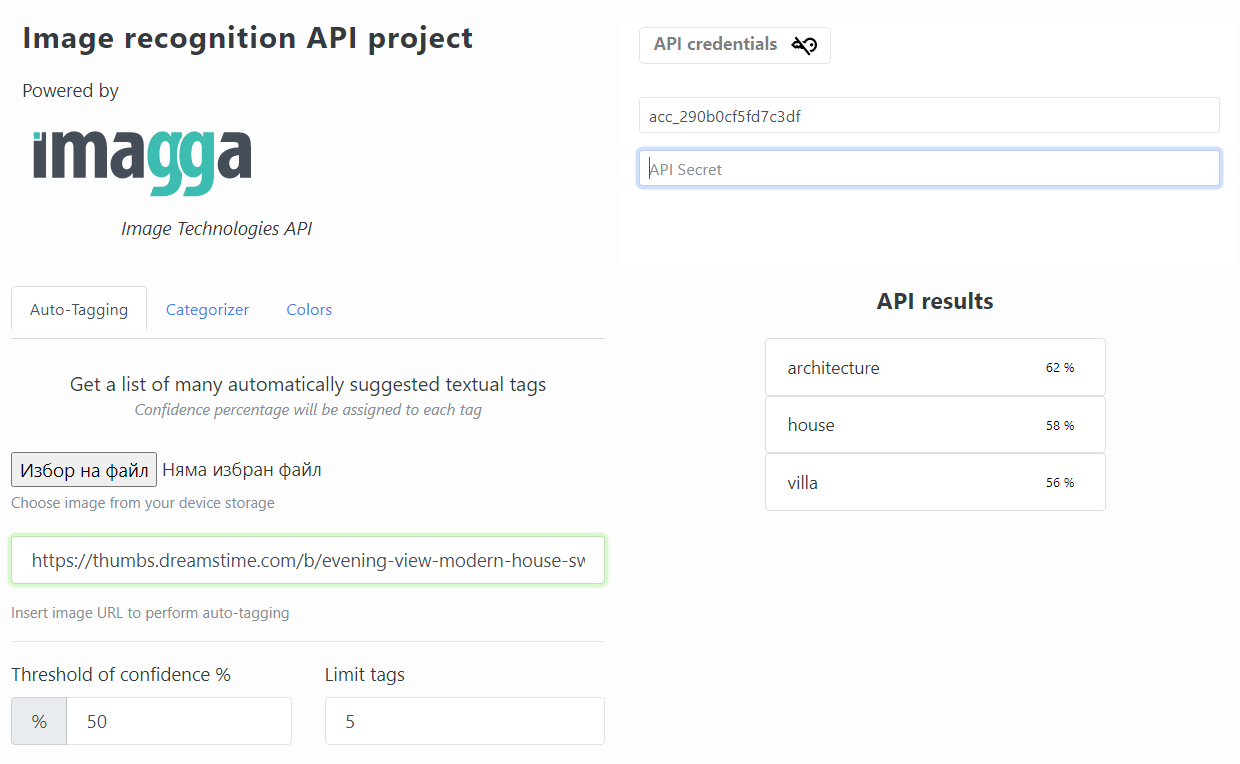 Image recognition API project
Powered by
imagga
Image Technologies API
API credentials
acc_290b0cf5fd7c3df
API Secret
Auto-Tagging
Categorizer
Colors
Get a list of many automatically suggested textual tags
Confidence percentage will be assigned to each tag
Избор на файл Няма избран файл
Choose image from your device storage
https://thumbs.dreamstime.com/b/evening-view-modern-house-sw
Insert image URL to perform auto-tagging
Threshold of confidence %
% 50
Limit tags
5
API results
architecture 62 %
house 58 %
villa 56 %